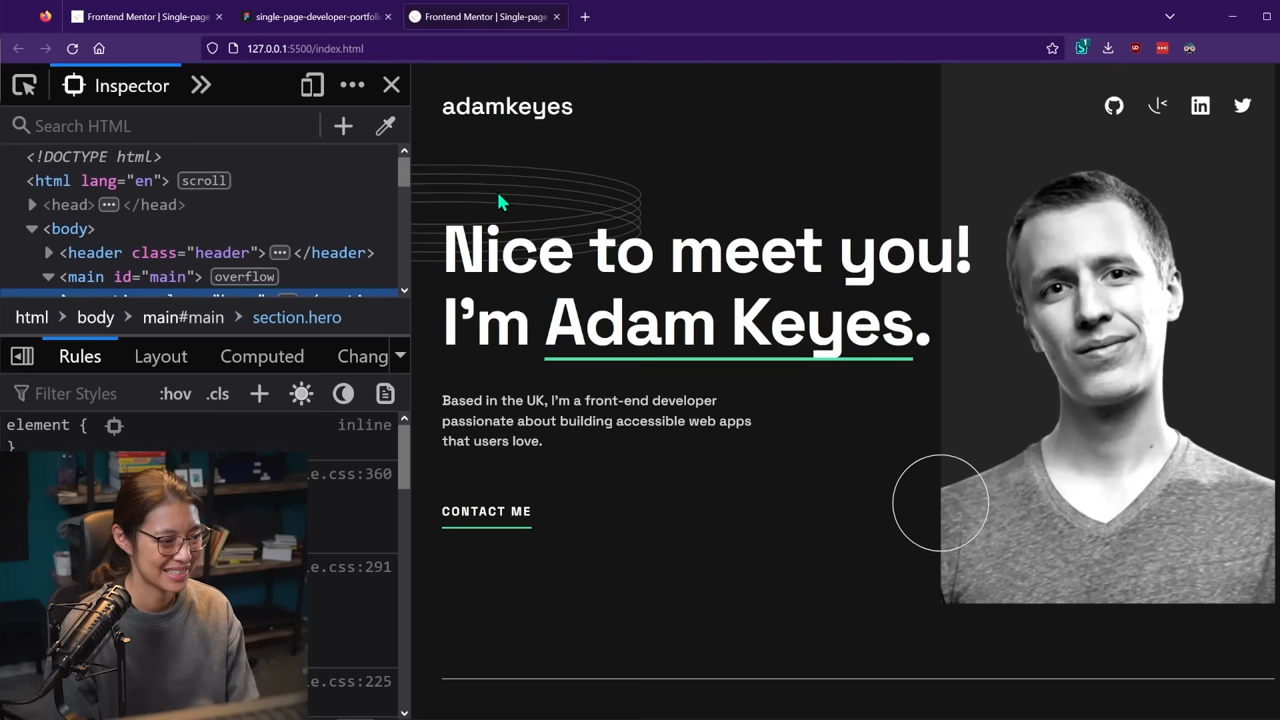 Frontend Mentor | Single-page
single-page-developer-portfoli
Frontend Mentor | Single-page
127.0.0.1:5500/index.html
Inspector
Search HTML
<!DOCTYPE html>
<html lang="en"> scroll
<head> ••• </head>
<body>
<header class="header"> ••• </header>
<main id="main"> overflow
html > body > main#main > section.hero
Rules Layout Computed Chang
Filter Styles :hov .cls
element { inline
}
e.css:360
e.css:291
e.css:225
adamkeyes
Nice to meet you!
I'm Adam Keyes.
Based in the UK, I'm a front-end developer
passionate about building accessible web apps
that users love.
CONTACT ME